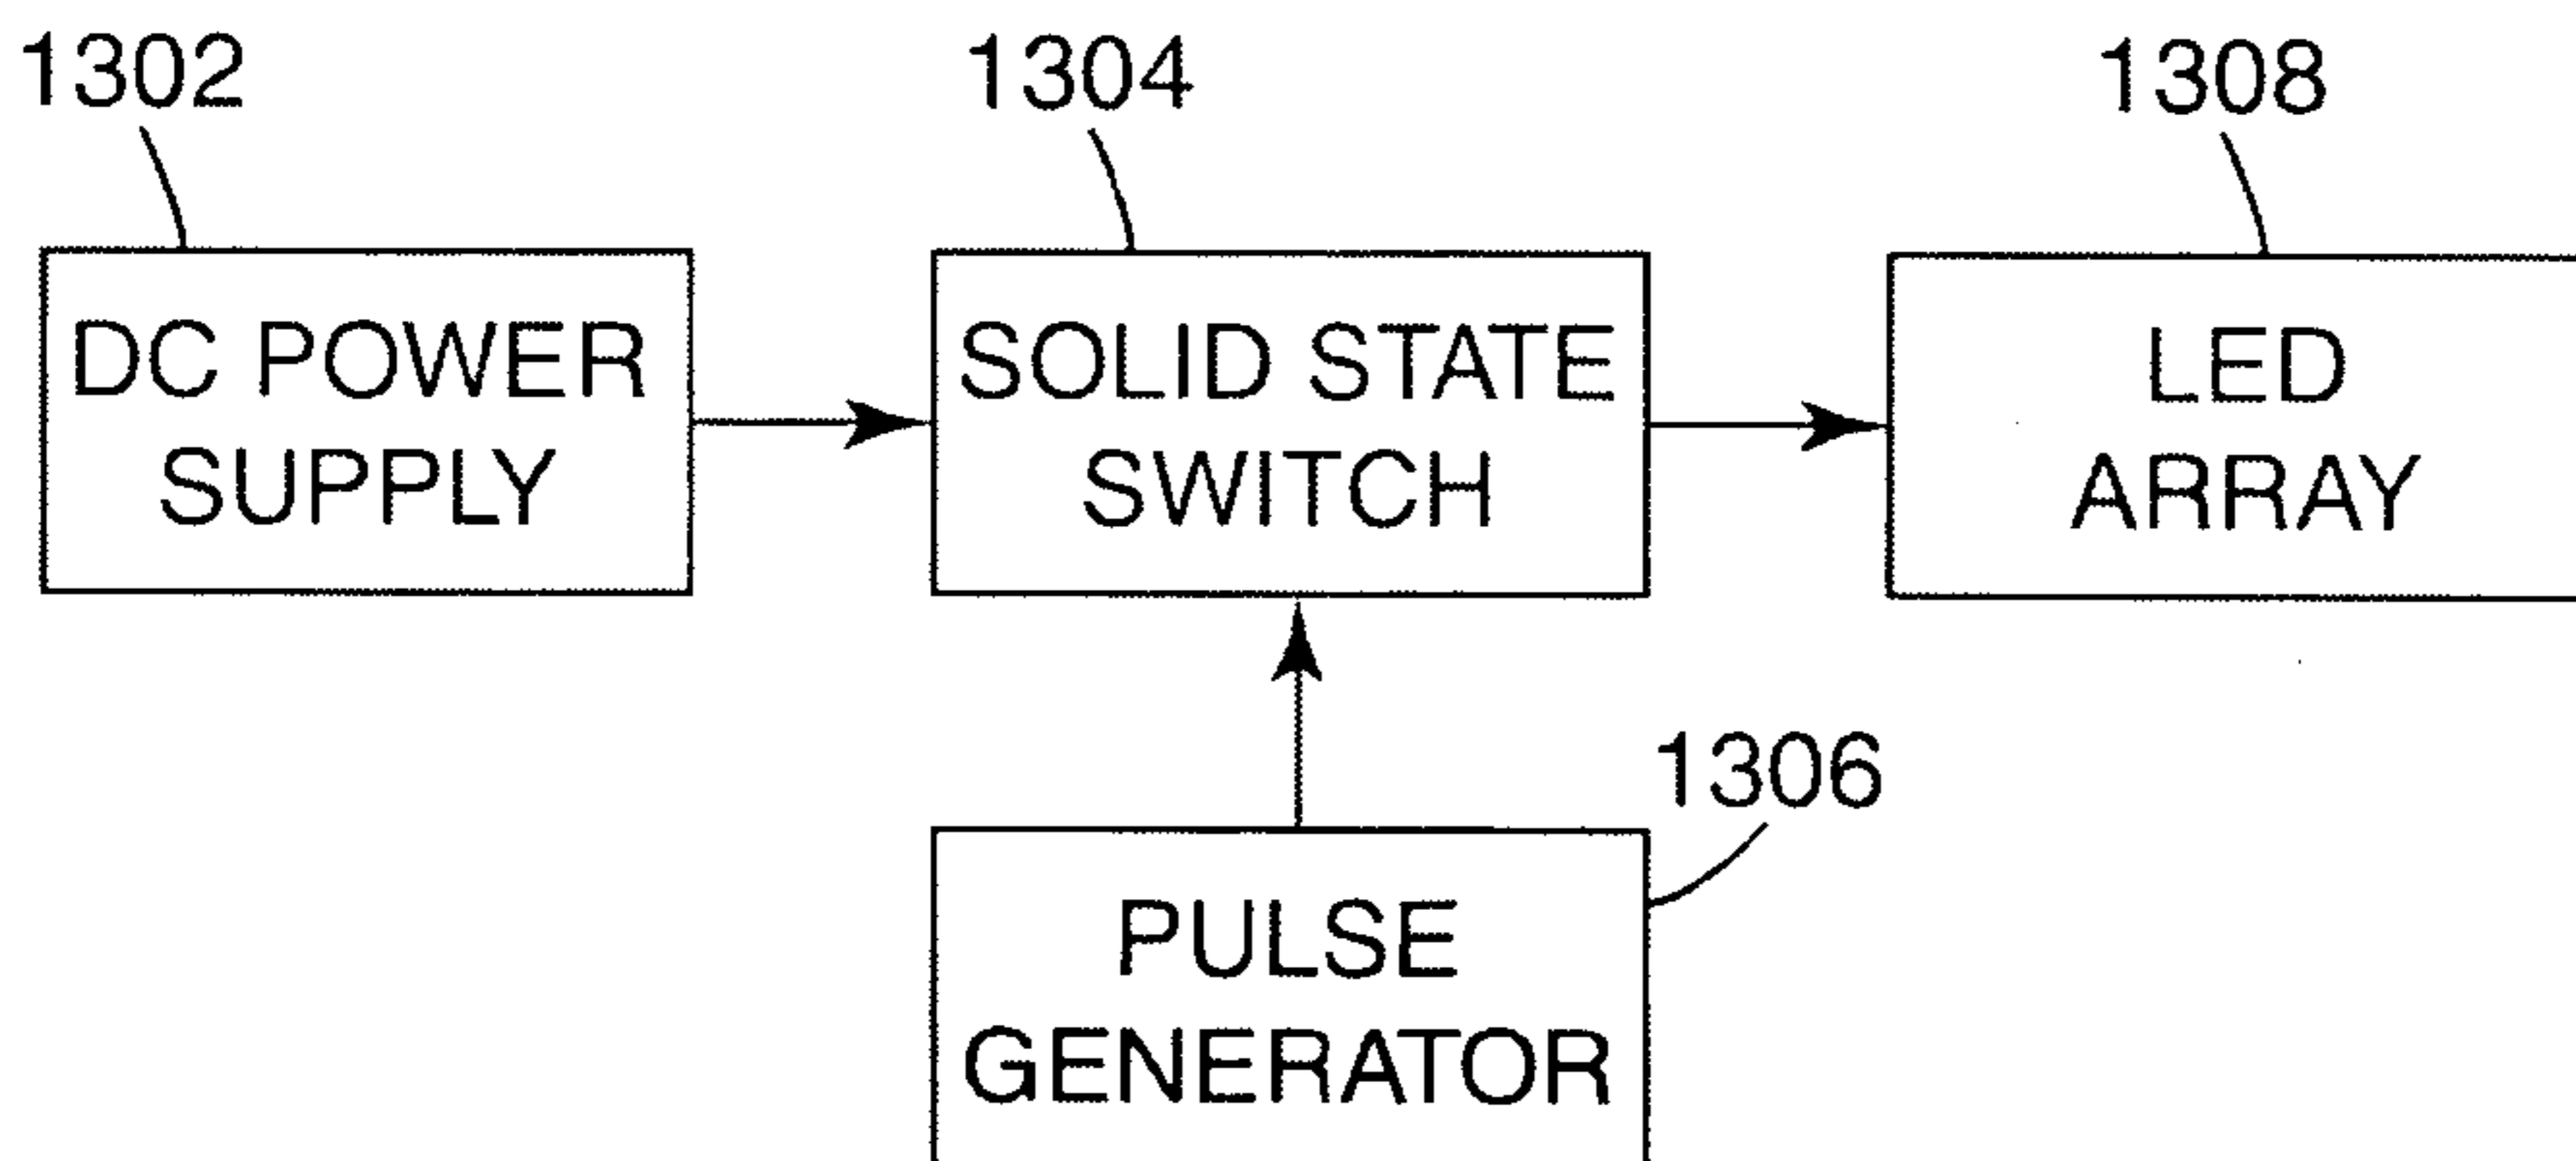 1302
1304
1308
DC POWER
SUPPLY
SOLID STATE
SWITCH
LED
ARRAY
1306
PULSE
GENERATOR